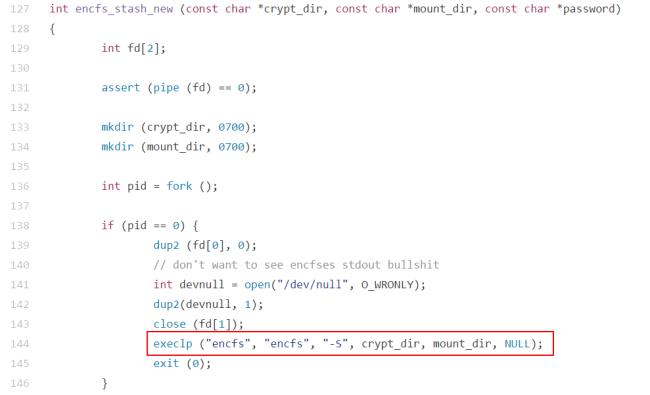 127 int encfs_stash_new (const char *crypt_dir, const char *mount_dir, const char *password)
128 {
129 int fd[2];
130
131 assert (pipe (fd) == 0);
132
133 mkdir (crypt_dir, 0700);
134 mkdir (mount_dir, 0700);
135
136 int pid = fork ();
137
138 if (pid == 0) {
139 dup2 (fd[0], 0);
140 // don't want to see encfses stdout bullshit
141 int devnull = open("/dev/null", O_WRONLY);
142 dup2(devnull, 1);
143 close (fd[1]);
144 execlp ("encfs", "encfs", "-S", crypt_dir, mount_dir, NULL);
145 exit (0);
146 }